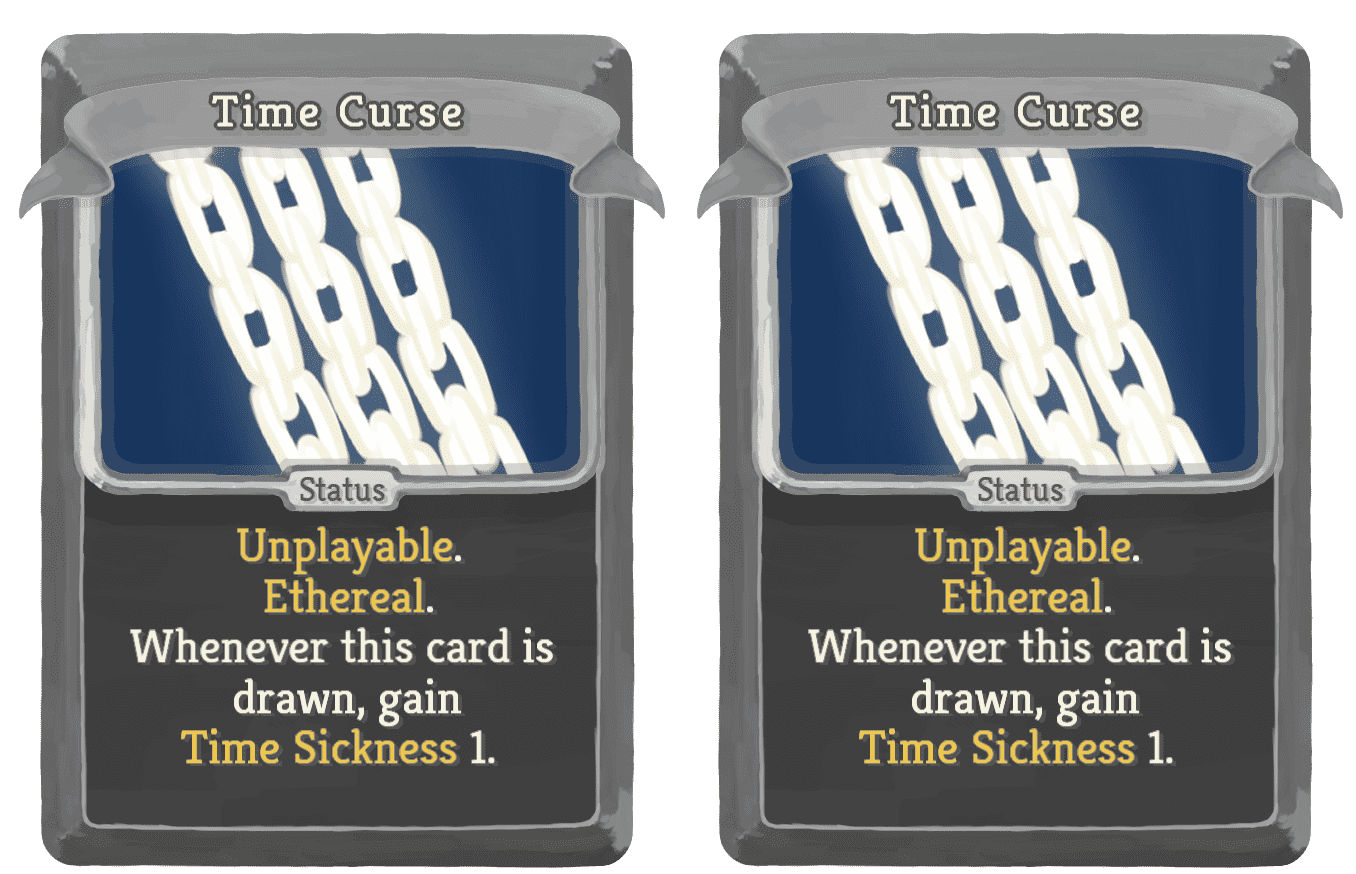 Time Curse
Status
Unplayable.
Ethereal.
Whenever this card is
drawn, gain
Time Sickness 1.
Time Curse
Status
Unplayable.
Ethereal.
Whenever this card is
drawn, gain
Time Sickness 1.